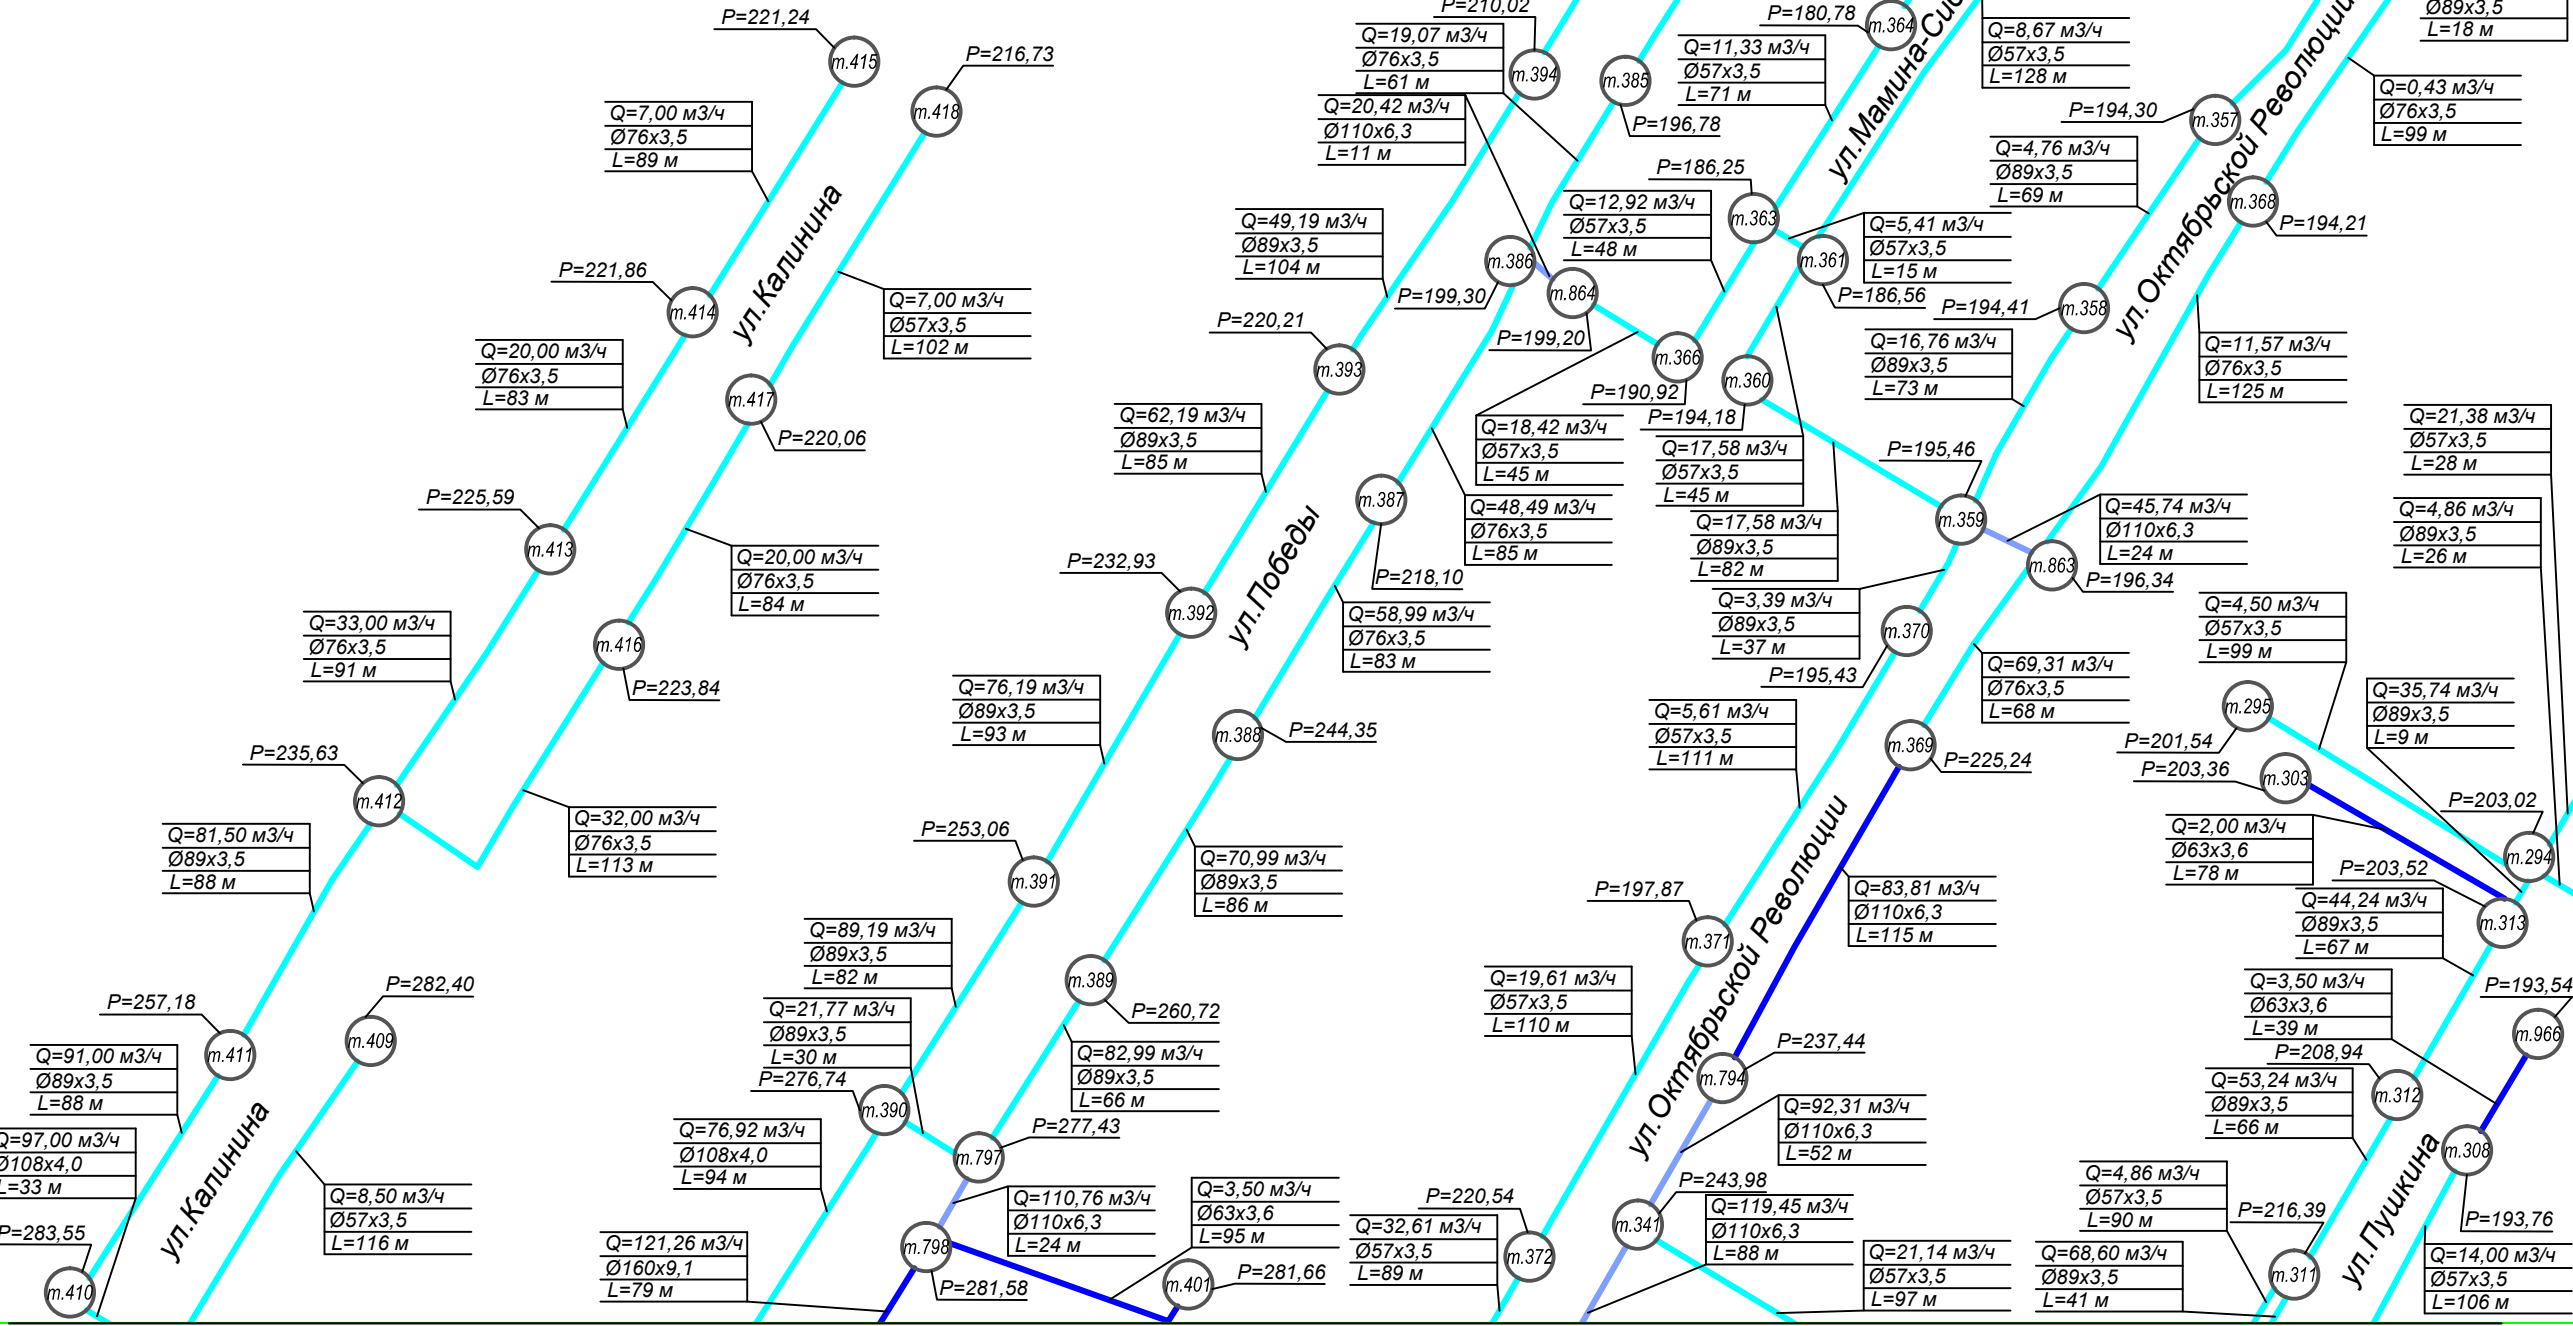 P=221,24
т.415
P=216,73
т.418
Q=7,00 м3/ч
Ø76х3,5
L=89 м
ул.Калинина
P=221,86
т.414
Q=7,00 м3/ч
Ø57х3,5
L=102 м
Q=20,00 м3/ч
Ø76х3,5
L=83 м
т.417
P=220,06
P=225,59
т.413
Q=20,00 м3/ч
Ø76х3,5
L=84 м
Q=33,00 м3/ч
Ø76х3,5
L=91 м
т.416
P=223,84
P=235,63
т.412
Q=32,00 м3/ч
Ø76х3,5
L=113 м
Q=81,50 м3/ч
Ø89х3,5
L=88 м
P=257,18
т.411
P=282,40
т.409
Q=91,00 м3/ч
Ø89х3,5
L=88 м
Q=97,00 м3/ч
Ø108х4,0
L=33 м
ул.Калинина
Q=8,50 м3/ч
Ø57х3,5
L=116 м
P=283,55
т.410
P=210,02
Q=19,07 м3/ч
Ø76х3,5
L=61 м
т.394
т.385
P=196,78
Q=20,42 м3/ч
Ø110х6,3
L=11 м
Q=49,19 м3/ч
Ø89х3,5
L=104 м
т.386
P=199,30
т.864
P=199,20
P=220,21
т.393
Q=62,19 м3/ч
Ø89х3,5
L=85 м
т.387
P=218,10
Q=18,42 м3/ч
Ø57х3,5
L=45 м
Q=48,49 м3/ч
Ø76х3,5
L=85 м
ул.Победы
P=232,93
т.392
Q=58,99 м3/ч
Ø76х3,5
L=83 м
Q=76,19 м3/ч
Ø89х3,5
L=93 м
т.388
P=244,35
P=253,06
т.391
Q=70,99 м3/ч
Ø89х3,5
L=86 м
Q=89,19 м3/ч
Ø89х3,5
L=82 м
т.389
P=260,72
Q=21,77 м3/ч
Ø89х3,5
L=30 м
Q=82,99 м3/ч
Ø89х3,5
L=66 м
P=276,74
т.390
P=277,43
т.797
Q=76,92 м3/ч
Ø108х4,0
L=94 м
Q=110,76 м3/ч
Ø110х6,3
L=24 м
Q=3,50 м3/ч
Ø63х3,6
L=95 м
Q=121,26 м3/ч
Ø160х9,1
L=79 м
т.798
P=281,58
т.401
P=281,66
P=180,78
т.364
Q=11,33 м3/ч
Ø57х3,5
L=71 м
ул.Мамина-Сиб
Q=8,67 м3/ч
Ø57х3,5
L=128 м
P=186,25
т.363
Q=12,92 м3/ч
Ø57х3,5
L=48 м
Q=5,41 м3/ч
Ø57х3,5
L=15 м
т.361
P=186,56
т.366
P=190,92
т.360
P=194,18
Q=17,58 м3/ч
Ø57х3,5
L=45 м
Q=17,58 м3/ч
Ø89х3,5
L=82 м
Ø89х3,5
L=18 м
ул.Октябрьской Революции
Q=0,43 м3/ч
Ø76х3,5
L=99 м
P=194,30
т.357
Q=4,76 м3/ч
Ø89х3,5
L=69 м
т.368
P=194,21
P=194,41
т.358
Q=16,76 м3/ч
Ø89х3,5
L=73 м
Q=11,57 м3/ч
Ø76х3,5
L=125 м
P=195,46
т.359
Q=45,74 м3/ч
Ø110х6,3
L=24 м
т.863
P=196,34
Q=3,39 м3/ч
Ø89х3,5
L=37 м
т.370
P=195,43
Q=69,31 м3/ч
Ø76х3,5
L=68 м
Q=5,61 м3/ч
Ø57х3,5
L=111 м
т.369
P=225,24
ул.Октябрьской Революции
Q=83,81 м3/ч
Ø110х6,3
L=115 м
P=197,87
т.371
Q=19,61 м3/ч
Ø57х3,5
L=110 м
P=237,44
т.794
Q=92,31 м3/ч
Ø110х6,3
L=52 м
P=220,54
т.372
Q=32,61 м3/ч
Ø57х3,5
L=89 м
P=243,98
т.341
Q=119,45 м3/ч
Ø110х6,3
L=88 м
Q=21,14 м3/ч
Ø57х3,5
L=97 м
Q=21,38 м3/ч
Ø57х3,5
L=28 м
Q=4,86 м3/ч
Ø89х3,5
L=26 м
Q=4,50 м3/ч
Ø57х3,5
L=99 м
Q=35,74 м3/ч
Ø89х3,5
L=9 м
т.295
P=201,54
т.303
P=203,36
P=203,02
т.294
Q=2,00 м3/ч
Ø63х3,6
L=78 м
P=203,52
т.313
Q=44,24 м3/ч
Ø89х3,5
L=67 м
P=193,54
т.966
Q=3,50 м3/ч
Ø63х3,6
L=39 м
P=208,94
т.312
Q=53,24 м3/ч
Ø89х3,5
L=66 м
т.308
P=193,76
ул.Пушкина
Q=4,86 м3/ч
Ø57х3,5
L=90 м
P=216,39
т.311
Q=68,60 м3/ч
Ø89х3,5
L=41 м
Q=14,00 м3/ч
Ø57х3,5
L=106 м